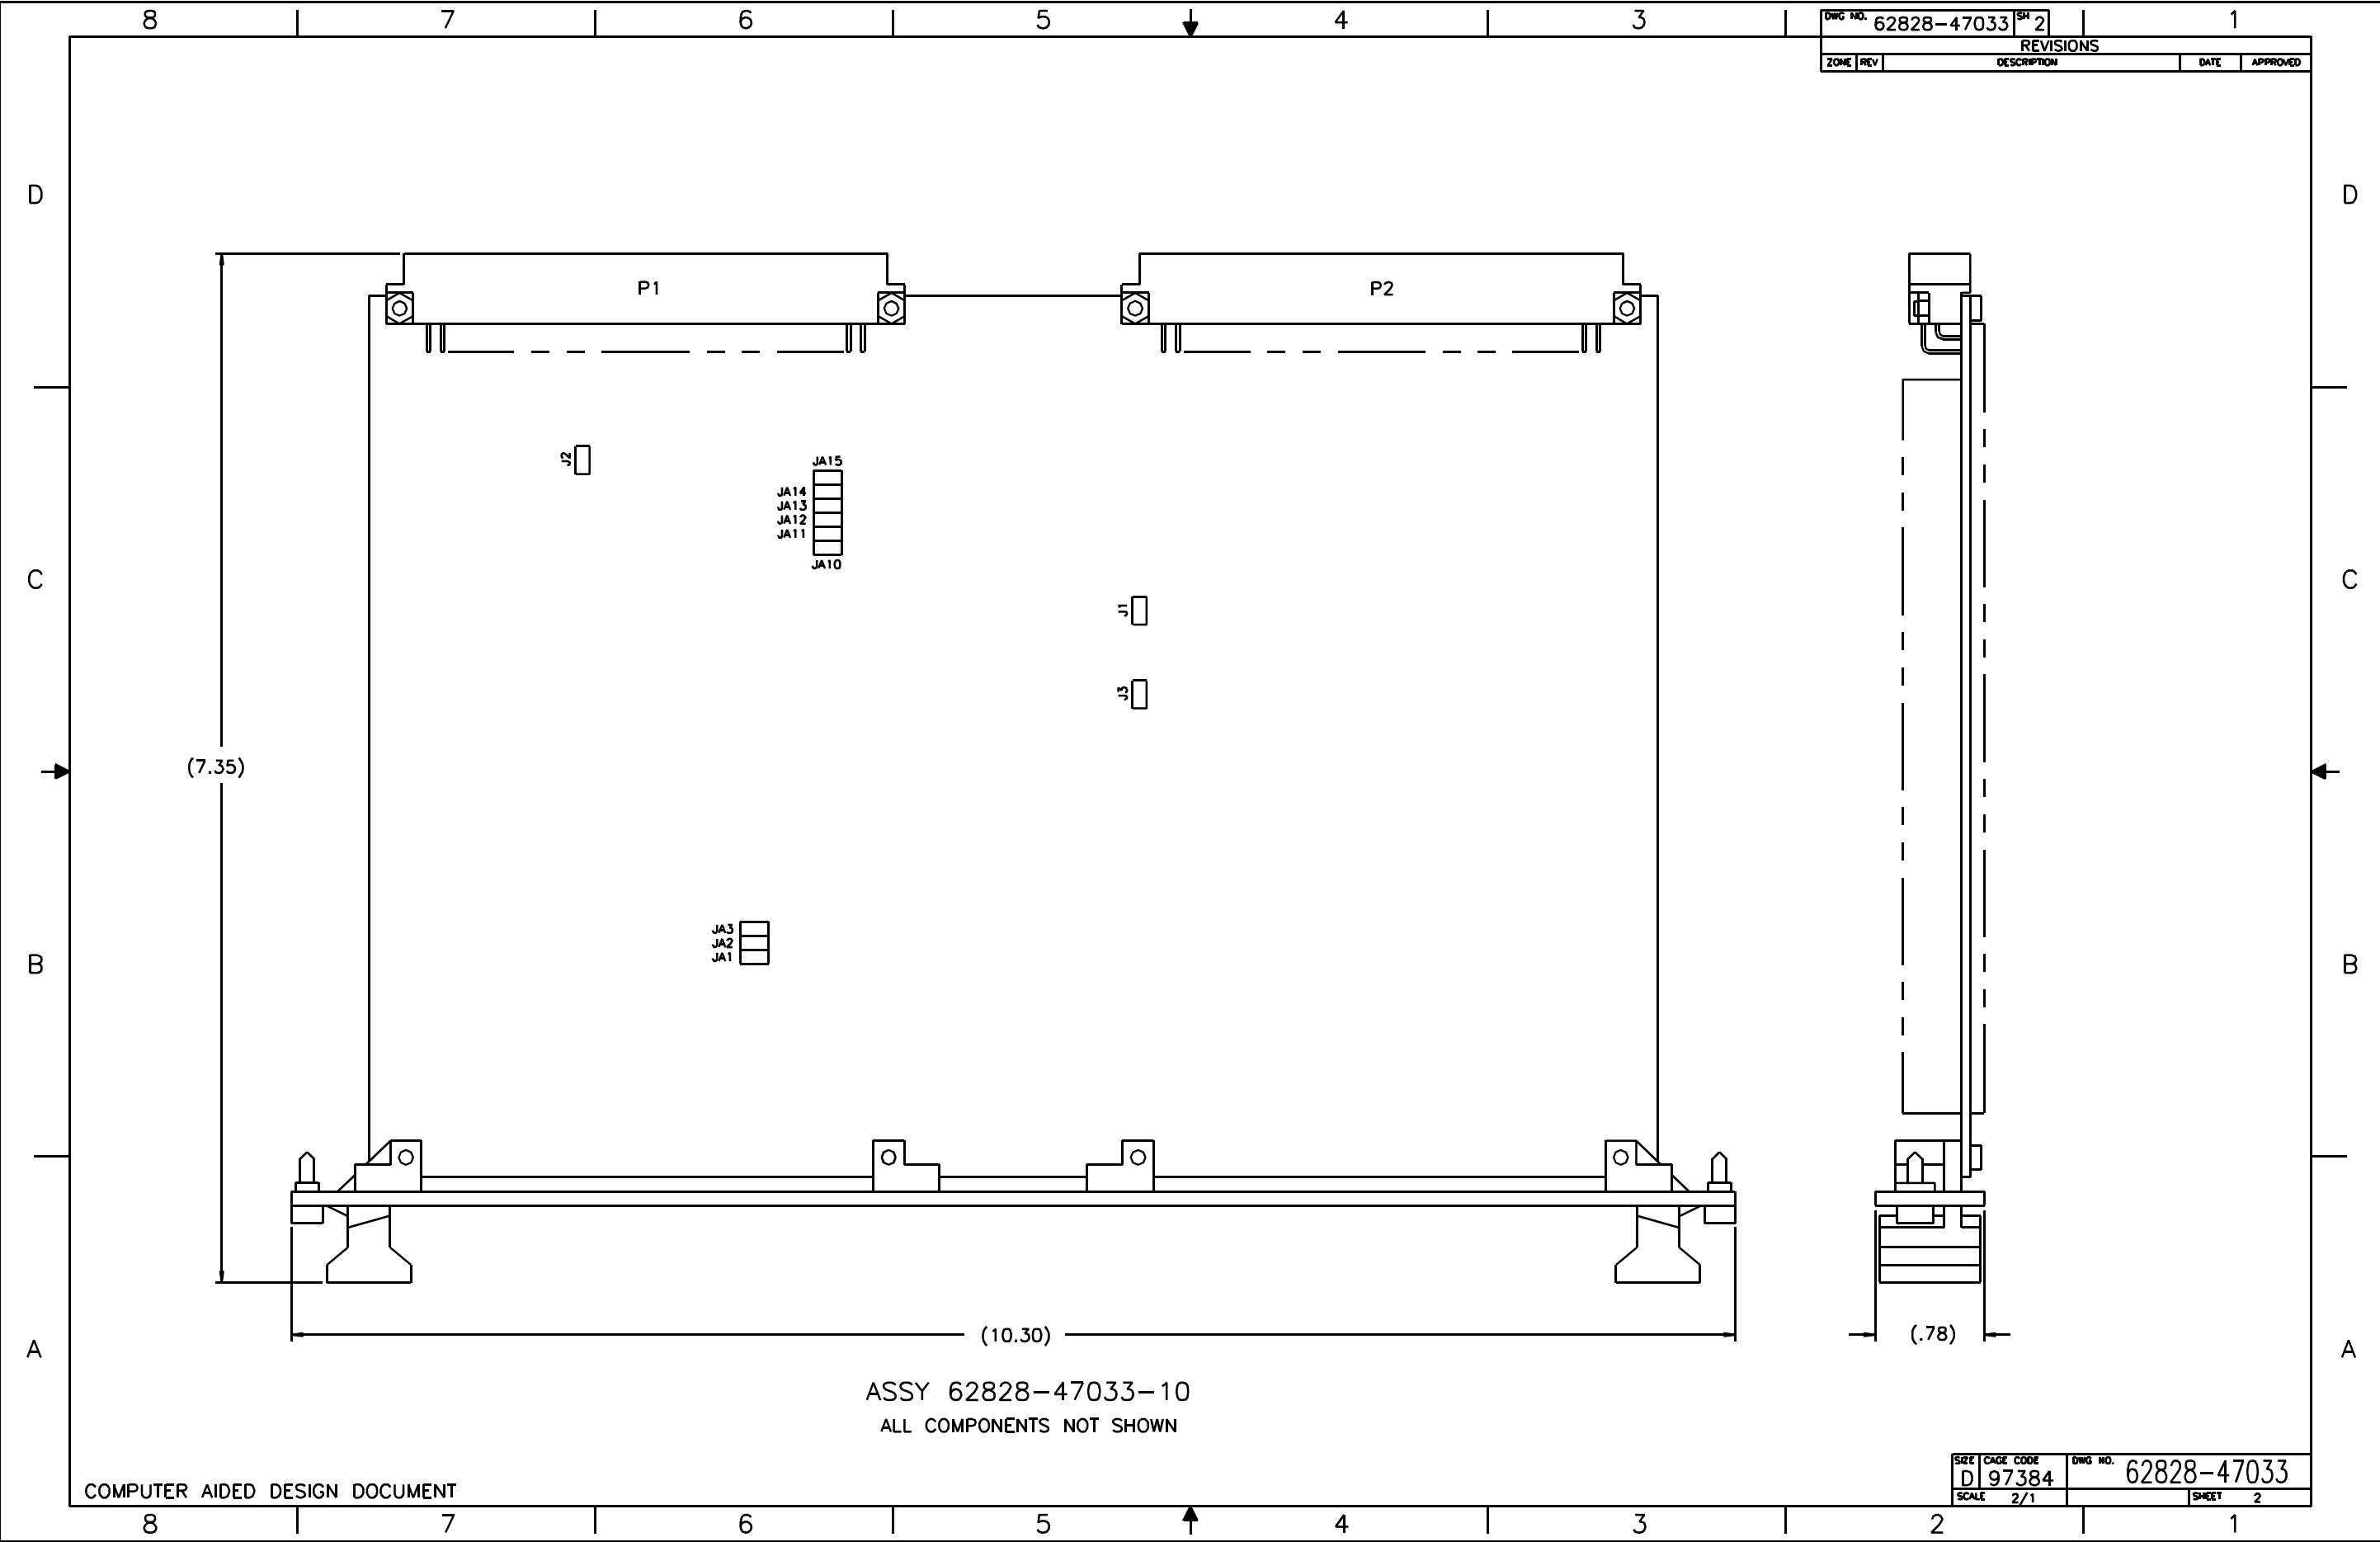 8 7 6 5 4 3 1
DWG NO. 62828-47033 SH 2
REVISIONS
ZONE REV DESCRIPTION DATE APPROVED
D D
P1 P2
J2
JA15
JA14
JA13
JA12
JA11
JA10
C C
J1
J3
(7.35)
JA3
JA2
JA1
B B
(10.30) (.78)
A A
ASSY 62828-47033-10
ALL COMPONENTS NOT SHOWN
SIZE CAGE CODE DWG NO.
D 97384 62828-47033
SCALE 2/1 SHEET 2
COMPUTER AIDED DESIGN DOCUMENT
8 7 6 5 4 3 2 1